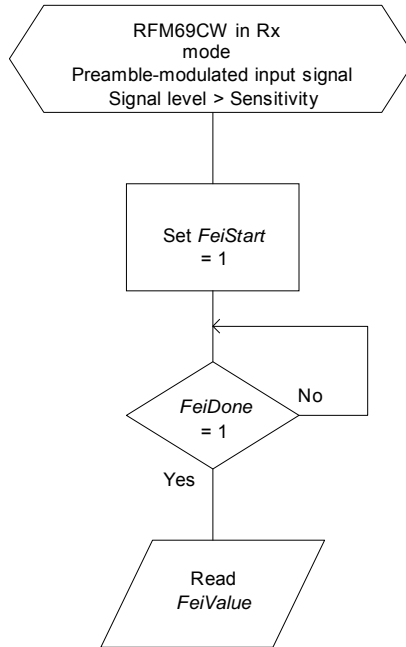 RFM69CW in Rx
mode
Preamble-modulated input signal
Signal level > Sensitivity
Set FeiStart
= 1
FeiDone
= 1
No
Yes
Read
FeiValue